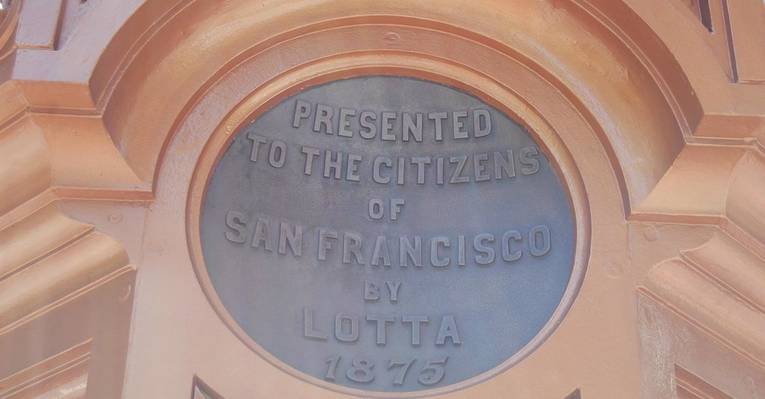 PRESENTED
TO THE CITIZENS
OF
SAN FRANCISCO
BY
LOTTA
1875